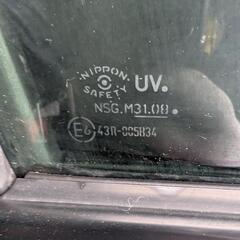 NIPPON
SAFETY
UV.
NSG.M31.08.
E6 43R-005834